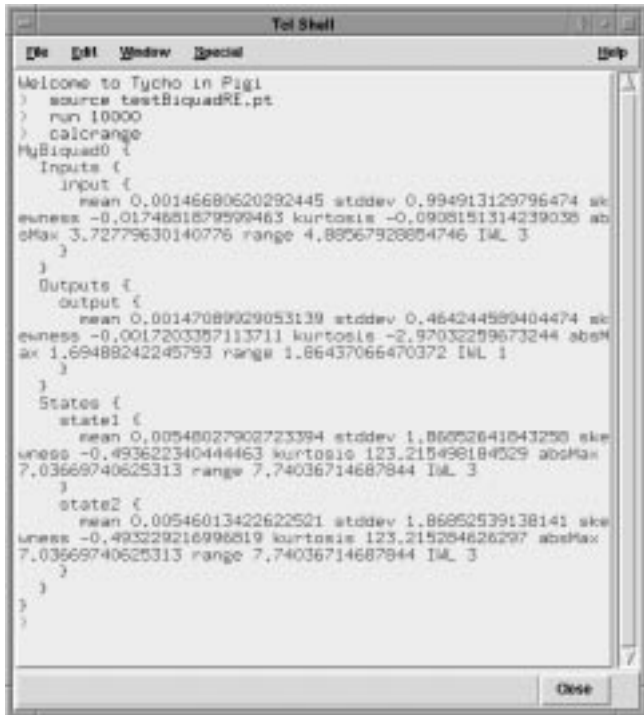 Tcl Shell
File Edit Window Special Help
Welcome to Tycho in Pigi
> source testBiquadRE.pt
> run 10000
> calcrange
MyBiquad0 {
Inputs {
input {
mean 0.00146680620292445 stddev 0.994913129796474 sk
ewness -0.0174681879599463 kurtosis -0.0908151314239038 ab
sMax 3.72779630140776 range 4.88567928854746 IWL 3
}
}
Outputs {
output {
mean 0.00147089929053139 stddev 0.464244589404474 sk
ewness -0.00172033357113711 kurtosis -2.97032259673244 absM
ax 1.69488242245793 range 1.86437066470372 IWL 1
}
}
States {
state1 {
mean 0.00548027902723394 stddev 1.86852641843258 ske
wness -0.493622340444463 kurtosis 123.215498184529 absMax
7.03669740625313 range 7.74036714687844 IWL 3
}
state2 {
mean 0.00546013422622521 stddev 1.86852539138141 ske
wness -0.493229216996819 kurtosis 123.215284626297 absMax
7.03669740625313 range 7.74036714687844 IWL 3
}
}
}
>
Close